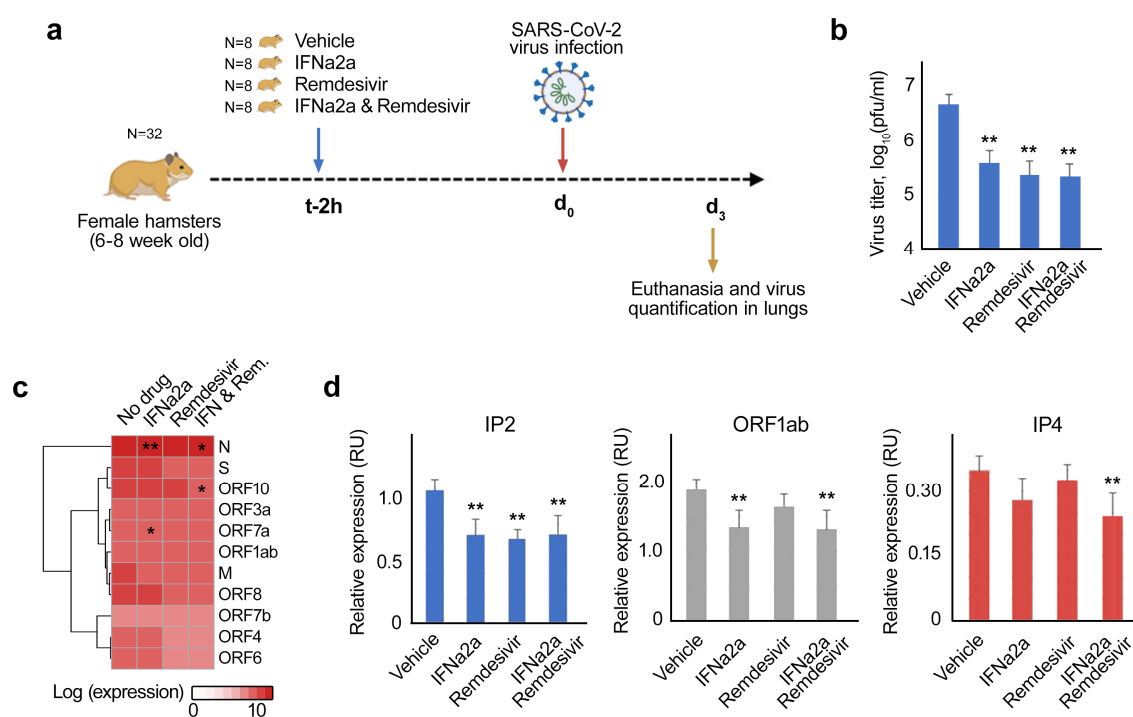 a
N=8 Vehicle
N=8 IFNa2a
N=8 Remdesivir
N=8 IFNa2a & Remdesivir
SARS-CoV-2
virus infection
N=32
Female hamsters
(6-8 week old)
t-2h
d0
d3
Euthanasia and virus
quantification in lungs
b
Virus titer, log10(pfu/ml)
7
6
5
4
** ** **
Vehicle
IFNa2a
Remdesivir
IFNa2a
Remdesivir
c
No drug
IFNa2a
Remdesivir
IFN & Rem.
** * N
S
* ORF10
ORF3a
* ORF7a
ORF1ab
M
ORF8
ORF7b
ORF4
ORF6
Log (expression)
0 10
d
IP2
Relative expression (RU)
1.0
0.5
0
** ** **
Vehicle
IFNa2a
Remdesivir
IFNa2a
Remdesivir
ORF1ab
Relative expression (RU)
2.0
1.0
0
** **
Vehicle
IFNa2a
Remdesivir
IFNa2a
Remdesivir
IP4
Relative expression (RU)
0.30
0.15
0
**
Vehicle
IFNa2a
Remdesivir
IFNa2a
Remdesivir